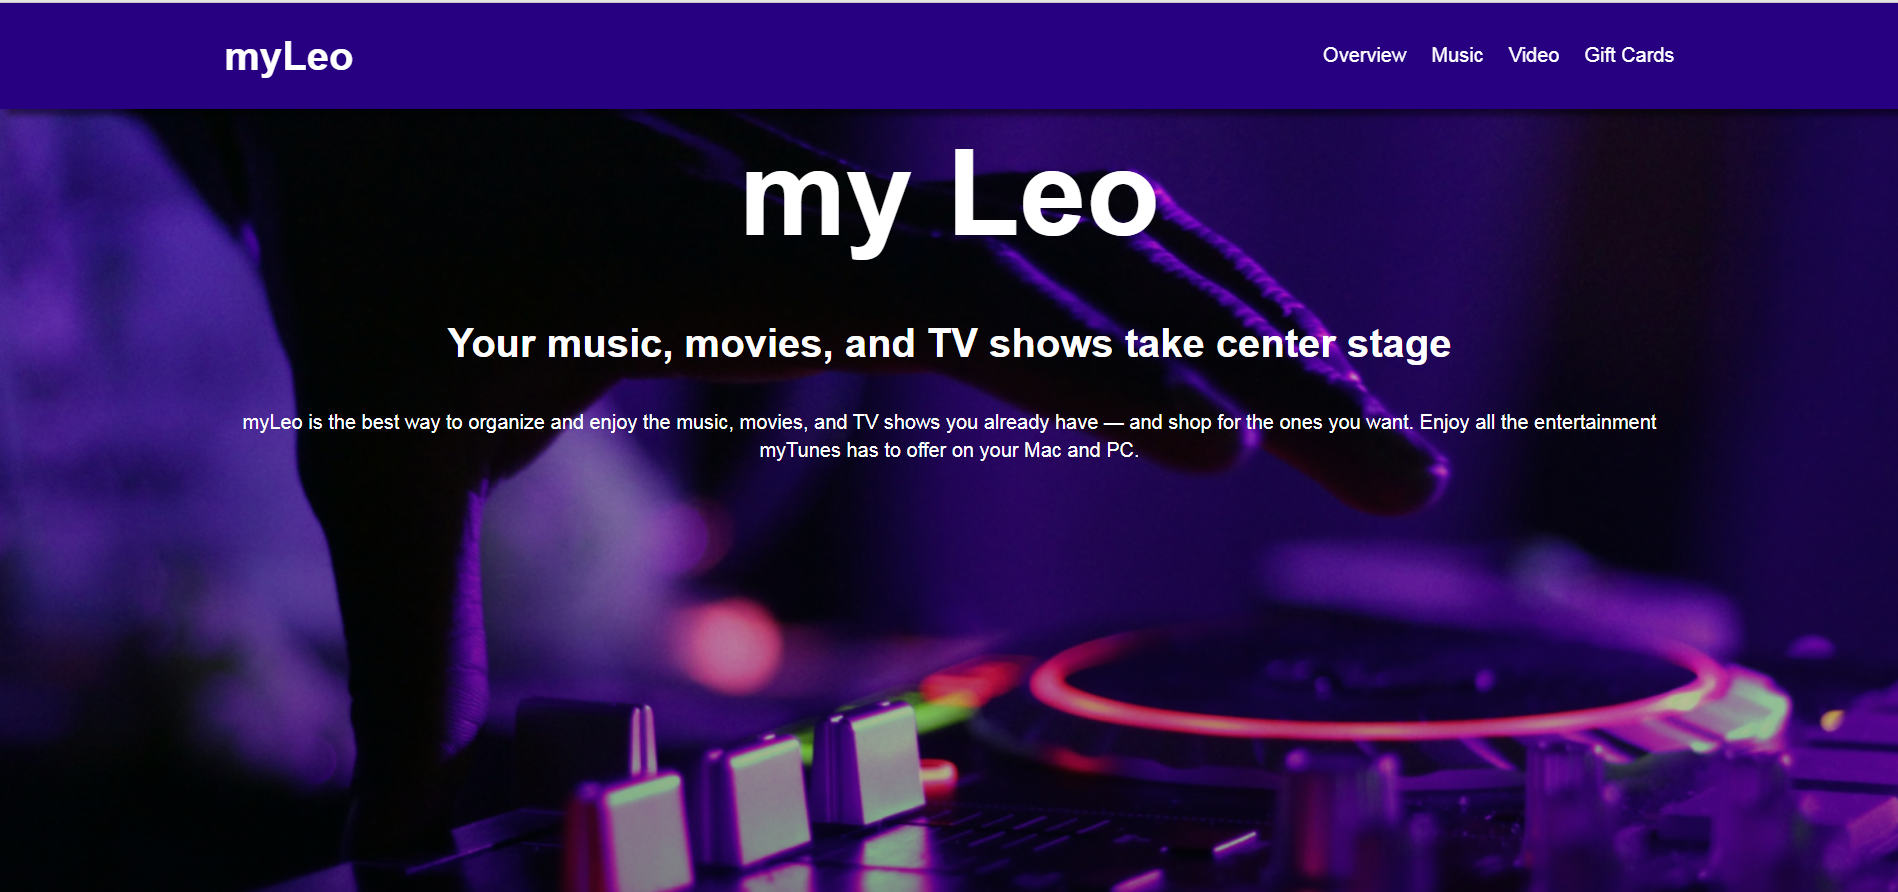 myLeo
Overview Music Video Gift Cards
my Leo
Your music, movies, and TV shows take center stage
myLeo is the best way to organize and enjoy the music, movies, and TV shows you already have — and shop for the ones you want. Enjoy all the entertainment
myTunes has to offer on your Mac and PC.